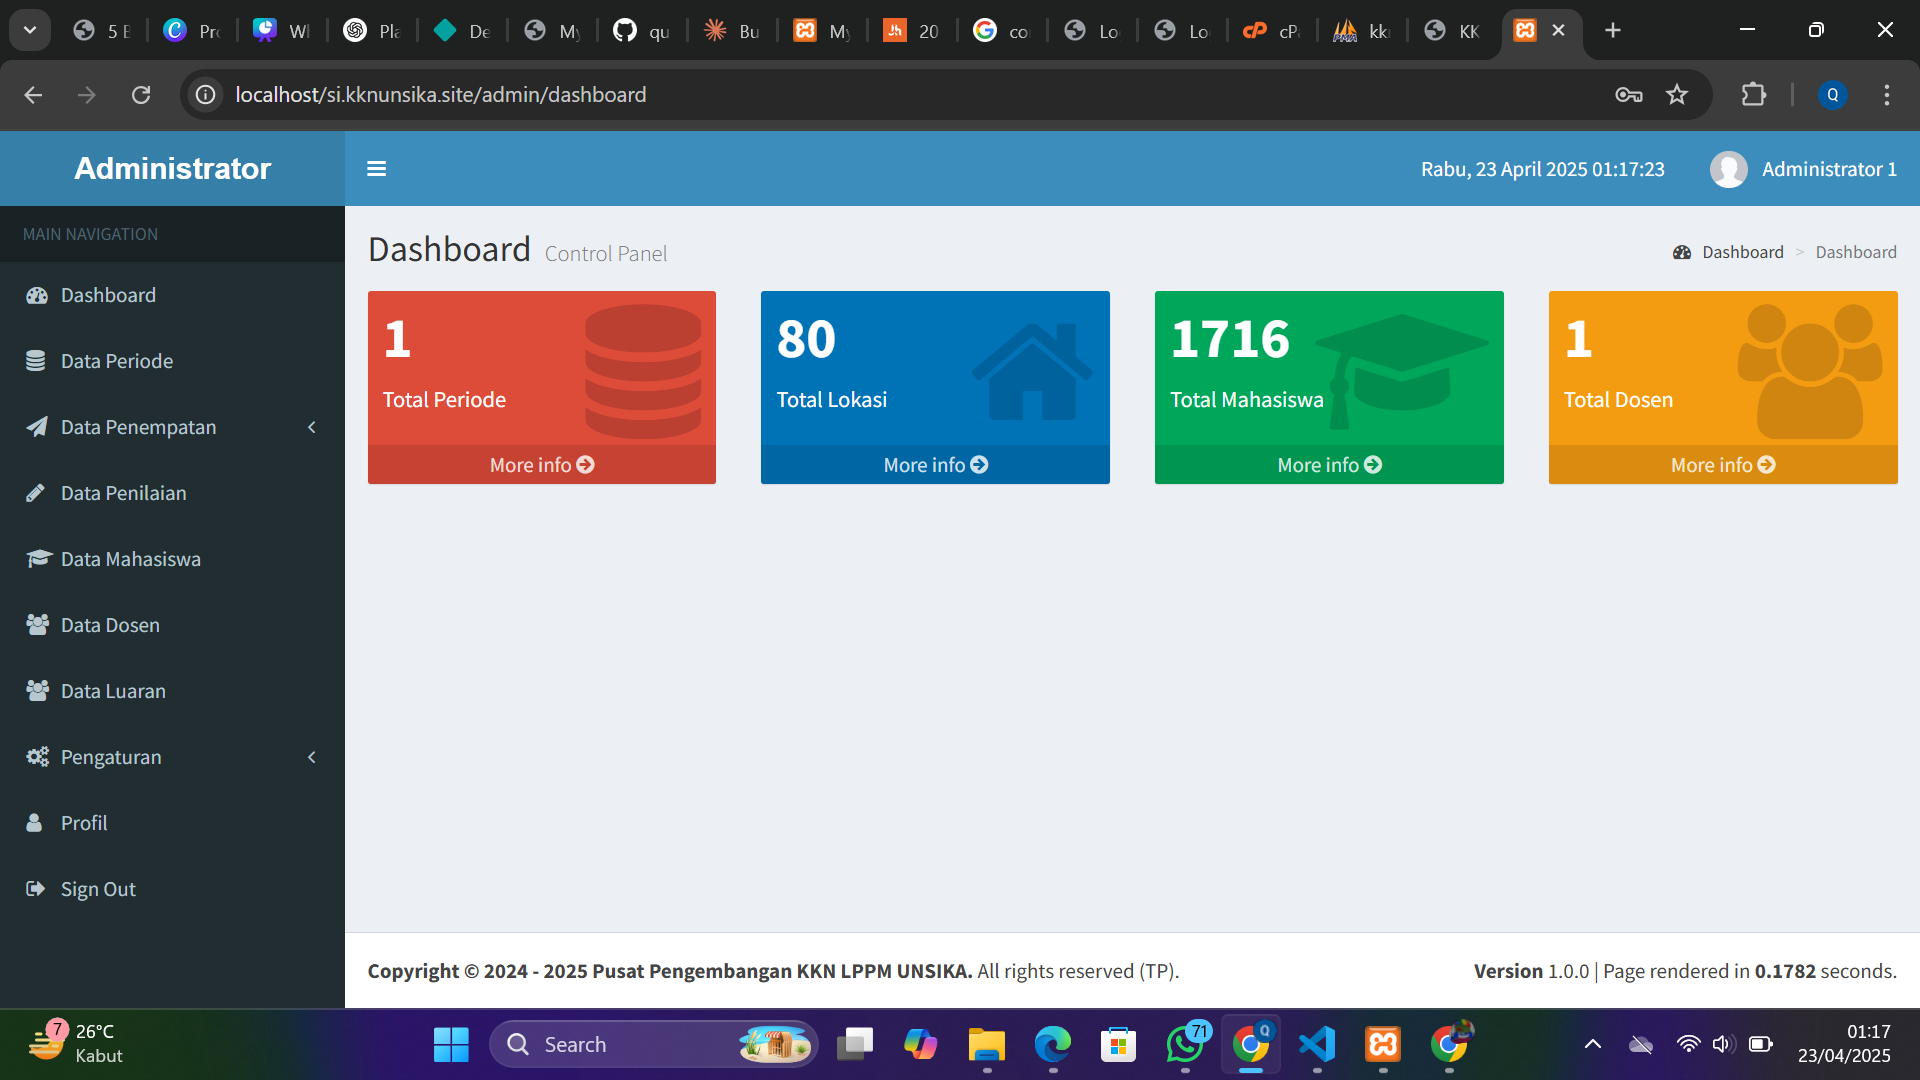 5 E
Pro
Wh
Pla
De
My
qu
Bu
My
20
co
Lo
Lo
cPa
kk
KK
localhost/si.kknunsika.site/admin/dashboard
Q
Administrator
Rabu, 23 April 2025 01:17:23
Administrator 1
MAIN NAVIGATION
Dashboard
Data Periode
Data Penempatan
Data Penilaian
Data Mahasiswa
Data Dosen
Data Luaran
Pengaturan
Profil
Sign Out
Dashboard Control Panel
Dashboard > Dashboard
1
Total Periode
More info
80
Total Lokasi
More info
1716
Total Mahasiswa
More info
1
Total Dosen
More info
Copyright © 2024 - 2025 Pusat Pengembangan KKN LPPM UNSIKA. All rights reserved (TP).
Version 1.0.0 | Page rendered in 0.1782 seconds.
7
26°C
Kabut
Search
71
Q
01:17
23/04/2025